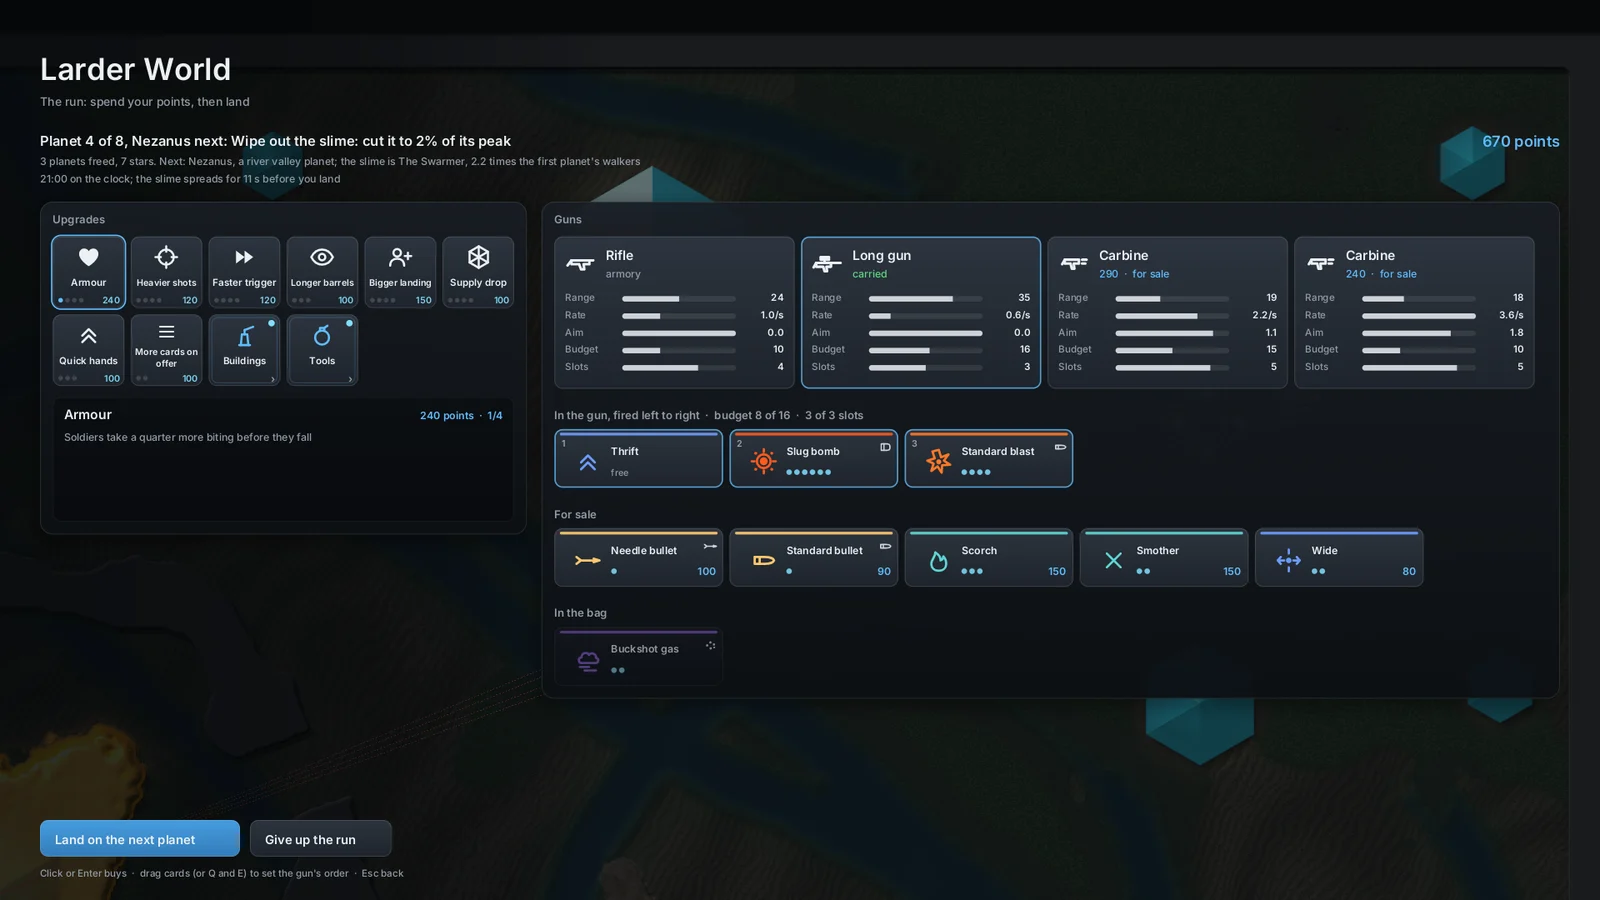 Larder World
The run: spend your points, then land
Planet 4 of 8, Nezanus next: Wipe out the slime: cut it to 2% of its peak
670 points
3 planets freed, 7 stars. Next: Nezanus, a river valley planet; the slime is The Swarmer, 2.2 times the first planet's walkers
21:00 on the clock; the slime spreads for 11 s before you land
Upgrades
Armour
240
Heavier shots
120
Faster trigger
120
Longer barrels
100
Bigger landing
150
Supply drop
100
Quick hands
100
More cards on
offer
100
Buildings
Tools
Armour
240 points · 1/4
Soldiers take a quarter more biting before they fall
Guns
Rifle
armory
Range 24
Rate 1.0/s
Aim 0.0
Budget 10
Slots 4
Long gun
carried
Range 35
Rate 0.6/s
Aim 0.0
Budget 16
Slots 3
Carbine
290 · for sale
Range 19
Rate 2.2/s
Aim 1.1
Budget 15
Slots 5
Carbine
240 · for sale
Range 18
Rate 3.6/s
Aim 1.8
Budget 10
Slots 5
In the gun, fired left to right · budget 8 of 16 · 3 of 3 slots
1
Thrift
free
2
Slug bomb
3
Standard blast
For sale
Needle bullet
100
Standard bullet
90
Scorch
150
Smother
150
Wide
80
In the bag
Buckshot gas
Land on the next planet
Give up the run
Click or Enter buys · drag cards (or Q and E) to set the gun's order · Esc back